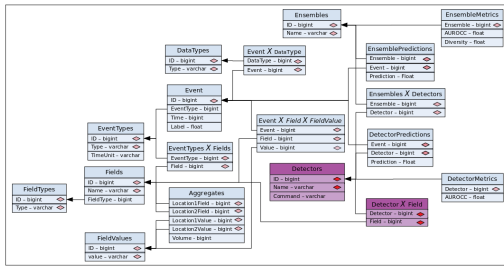 Ensembles
ID – bigint
Name – varchar
EnsembleMetrics
Ensemble – bigint
AUROCC – float
Diversity – float
DataTypes
ID – bigint
Type – varchar
Event X DataType
DataType – bigint
Event – bigint
EnsemblePredictions
Ensemble – bigint
Event – bigint
Prediction – Float
Event
ID – bigint
EventType – bigint
Time – bigint
Label – float
Ensembles X Detectors
Ensemble – bigint
Detector – bigint
EventTypes
ID – bigint
Type – varchar
TimeUnit – varchar
Event X Field X FieldValue
Event – bigint
Field – bigint
Value – bigint
DetectorPredictions
Event – bigint
Detector – bigint
Prediction – Float
EventTypes X Fields
EventType – bigint
Field – bigint
Fields
ID – bigint
Name – varchar
FieldType – bigint
Detectors
ID – bigint
Name – varchar
Command – varchar
DetectorMetrics
Detector – bigint
AUROCC – float
FieldTypes
ID – bigint
Type – varchar
Aggregates
Location1Field – bigint
Location2Field – bigint
Location1Value – bigint
Location2Value – bigint
Volume – bigint
Detector X Field
Detector – bigint
Field – bigint
FieldValues
ID – bigint
value – varchar